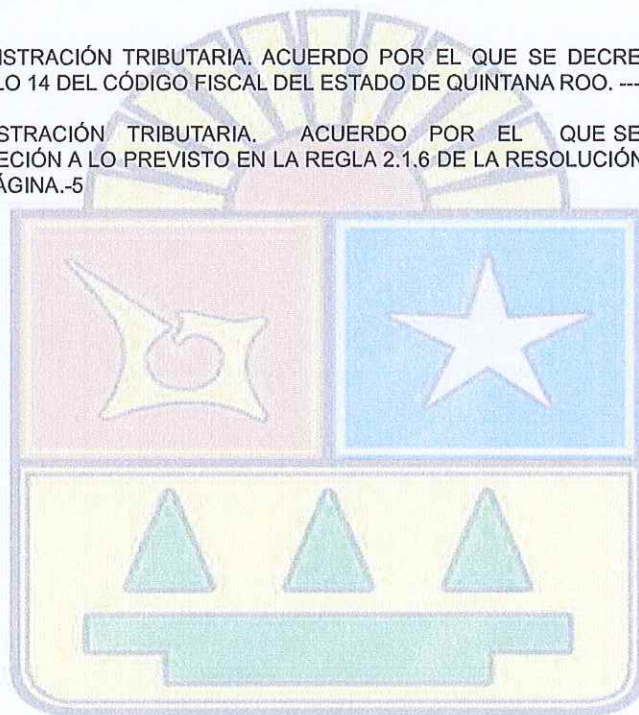 ISTRACIÓN TRIBUTARIA. ACUERDO POR EL QUE SE DECRE
LO 14 DEL CÓDIGO FISCAL DEL ESTADO DE QUINTANA ROO. ---
STRACIÓN TRIBUTARIA. ACUERDO POR EL QUE SE
ECIÓN A LO PREVISTO EN LA REGLA 2.1.6 DE LA RESOLUCIÓN
ÁGINA.-5